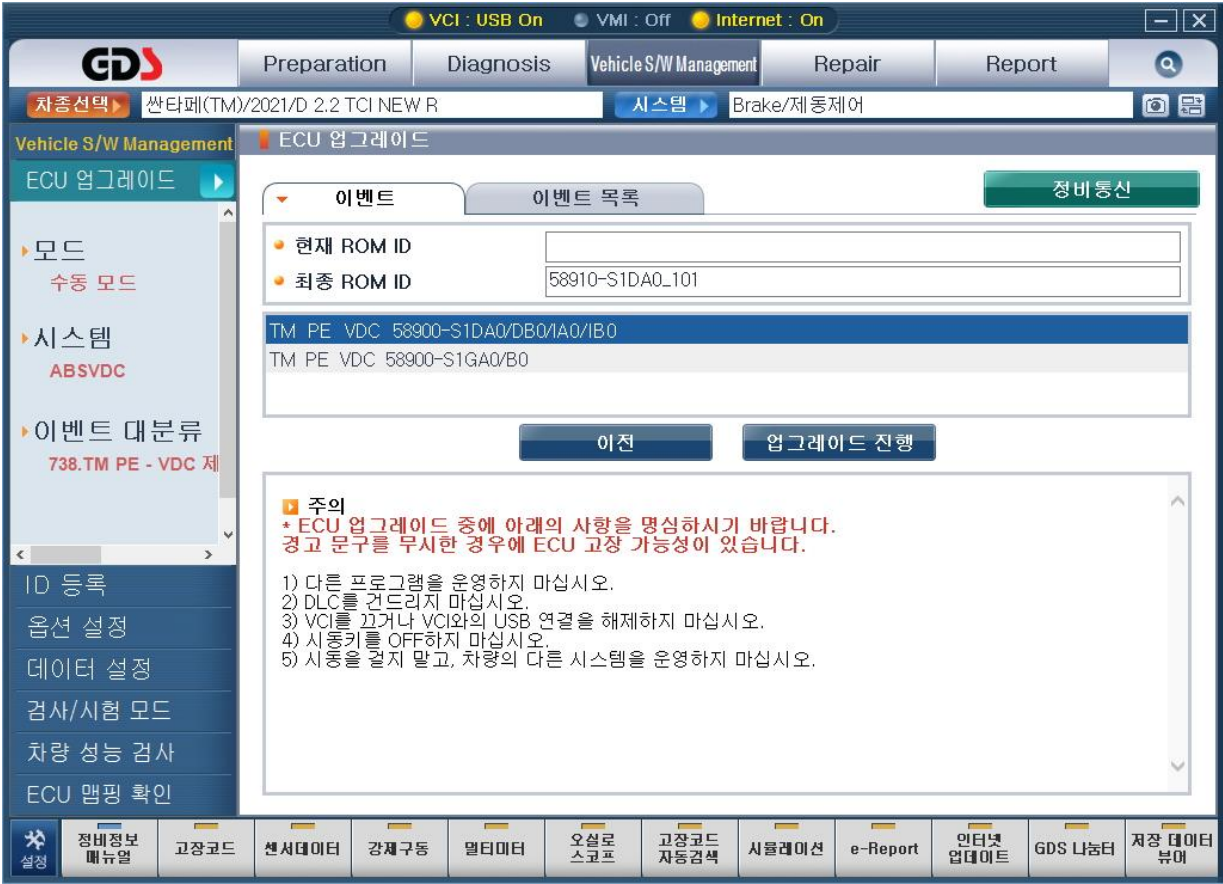 VCI : USB On VMI : Off Internet : On
GDS Preparation Diagnosis Vehicle S/W Management Repair Report
차종선택 싼타페(TM)/2021/D 2.2 TCI NEW R 시스템 Brake/제동제어
Vehicle S/W Management
ECU 업그레이드
모드
수동 모드
시스템
ABSVDC
이벤트 대분류
738.TM PE - VDC 제
ID 등록
옵션 설정
데이터 설정
검사/시험 모드
차량 성능 검사
ECU 맵핑 확인
ECU 업그레이드
이벤트 이벤트 목록 정비통신
현재 ROM ID
최종 ROM ID 58910-S1DA0_101
TM PE VDC 58900-S1DA0/DB0/IA0/IB0
TM PE VDC 58900-S1GA0/B0
이전 업그레이드 진행
주의
* ECU 업그레이드 중에 아래의 사항을 명심하시기 바랍니다.
경고 문구를 무시한 경우에 ECU 고장 가능성이 있습니다.
1) 다른 프로그램을 운영하지 마십시오.
2) DLC를 건드리지 마십시오.
3) VCI를 끄거나 VCI와의 USB 연결을 해제하지 마십시오.
4) 시동키를 OFF하지 마십시오.
5) 시동을 걸지 말고, 차량의 다른 시스템을 운영하지 마십시오.
설정 정비정보 매뉴얼 고장코드 센서데이터 강제구동 멀티미터 오실로스코프 고장코드 자동검색 시뮬레이션 e-Report 인터넷 업데이트 GDS 나눔터 저장 데이터 뷰어